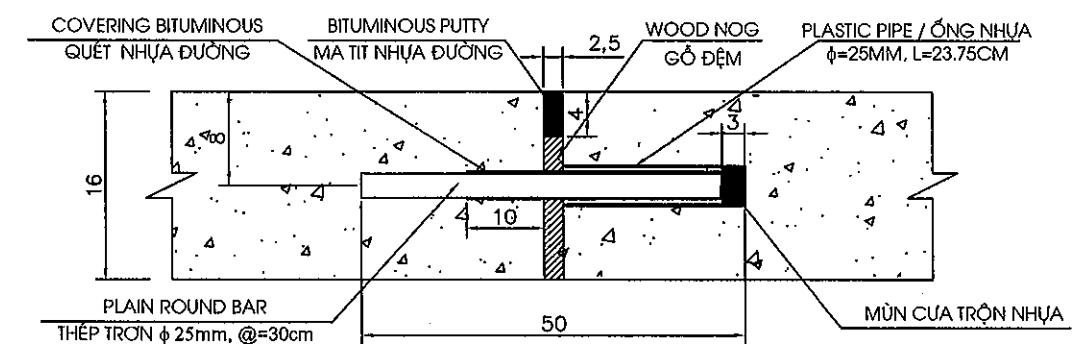 COVERING BITUMINOUS
QUÉT NHỰA ĐƯỜNG
BITUMINOUS PUTTY
MA TIT NHỰA ĐƯỜNG
2,5
WOOD NOG
GỖ ĐỆM
PLASTIC PIPE / ỐNG NHỰA
ϕ=25MM, L=23.75CM
16
8
4
3
10
50
PLAIN ROUND BAR
THÉP TRƠN ϕ 25mm, @=30cm
MÙN CƯA TRỘN NHỰA